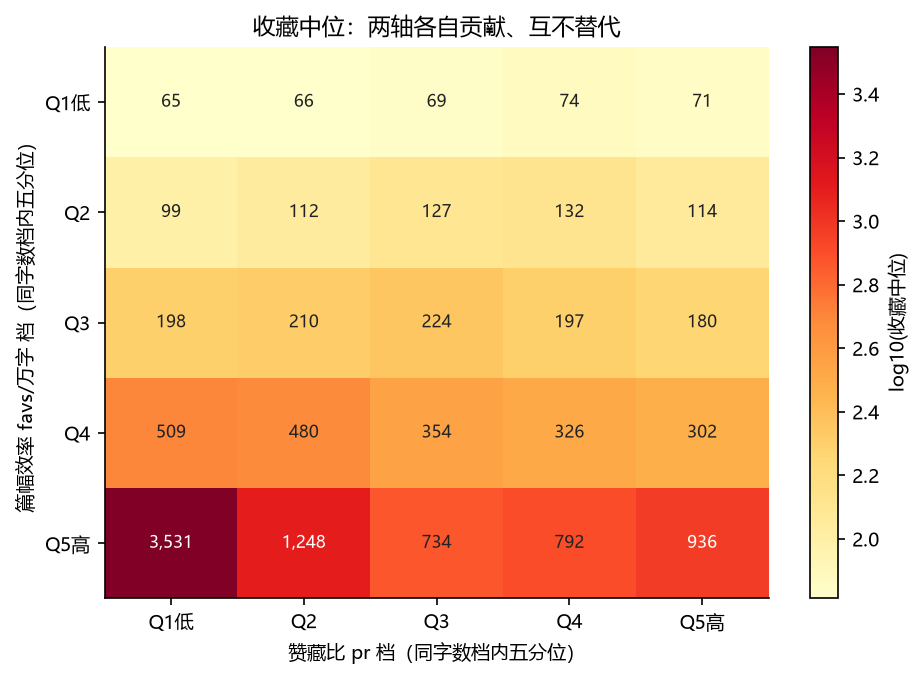 收藏中位：两轴各自贡献、互不替代
篇幅效率 favs/万字 档（同字数档内五分位）
Q1低
65 66 69 74 71
Q2
99 112 127 132 114
Q3
198 210 224 197 180
Q4
509 480 354 326 302
Q5高
3,531 1,248 734 792 936
Q1低 Q2 Q3 Q4 Q5高
赞藏比 pr 档（同字数档内五分位）
3.4
3.2
3.0
2.8
2.6
2.4
2.2
2.0
log10(收藏中位)